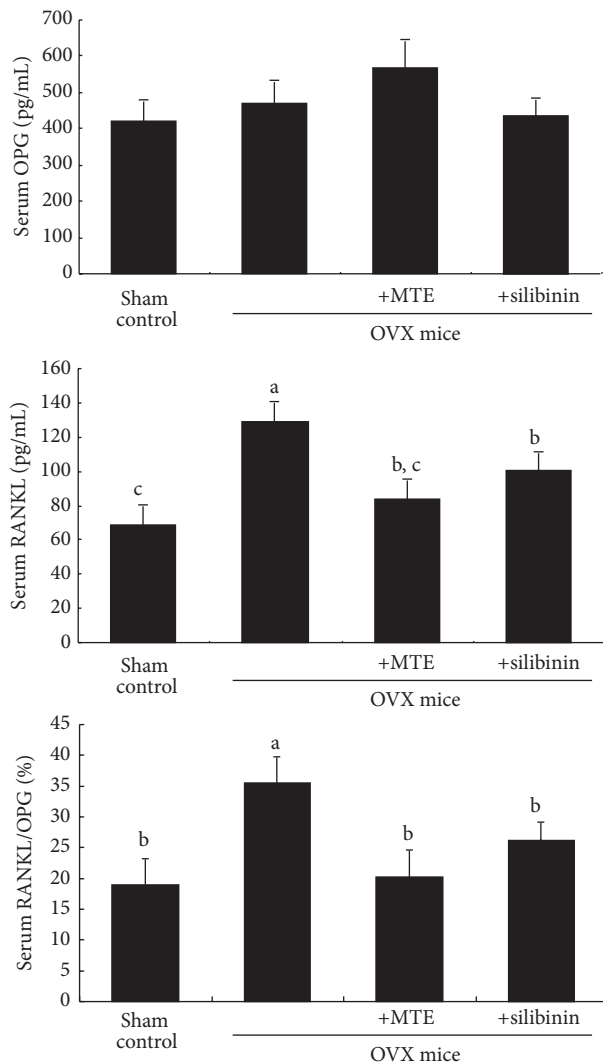 Serum OPG (pg/mL)
700
600
500
400
300
200
100
0
Sham
control
+MTE
+silibinin
OVX mice
Serum RANKL (pg/mL)
160
140
120
100
80
60
40
20
0
c
a
b, c
b
Sham
control
+MTE
+silibinin
OVX mice
Serum RANKL/OPG (%)
45
40
35
30
25
20
15
10
5
0
b
a
b
b
Sham
control
+MTE
+silibinin
OVX mice